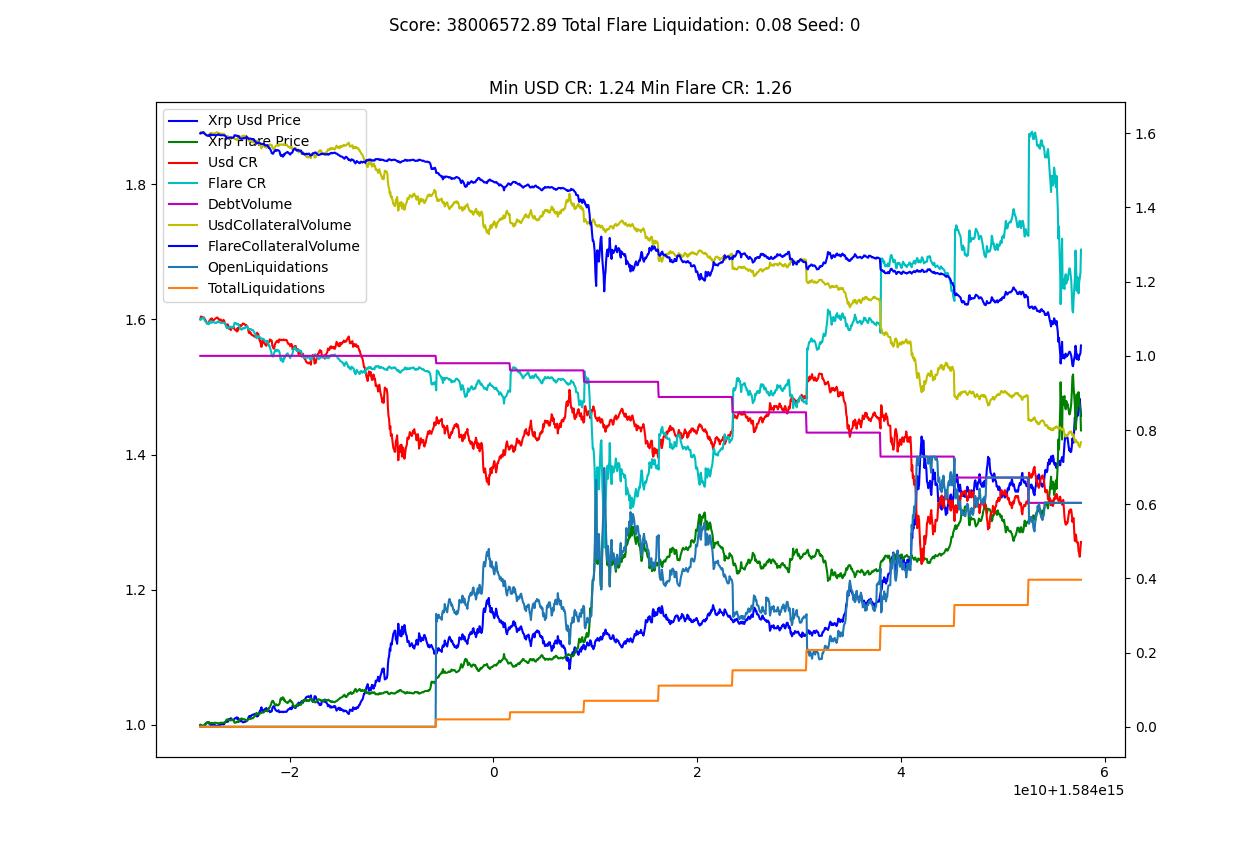 Score: 38006572.89 Total Flare Liquidation: 0.08 Seed: 0
Min USD CR: 1.24 Min Flare CR: 1.26
Xrp Usd Price
Xrp Flare Price
Usd CR
Flare CR
DebtVolume
UsdCollateralVolume
FlareCollateralVolume
OpenLiquidations
TotalLiquidations
1.8
1.6
1.4
1.2
1.0
1.6
1.4
1.2
1.0
0.8
0.6
0.4
0.2
0.0
−2
0
2
4
6
1e10+1.584e15